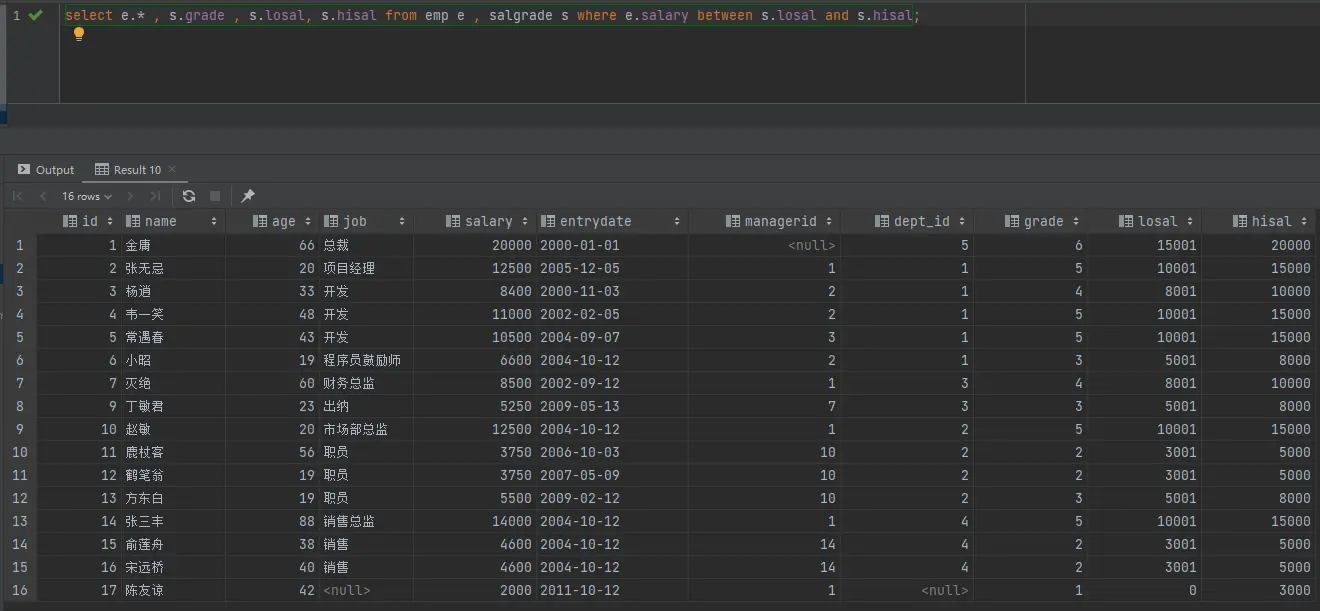 1 select e.* , s.grade , s.losal, s.hisal from emp e , salgrade s where e.salary between s.losal and s.hisal;
Output Result 10
16 rows
id name age job salary entrydate managerid dept_id grade losal hisal
1 1 金庸 66 总裁 20000 2000-01-01 <null> 5 6 15001 20000
2 2 张无忌 20 项目经理 12500 2005-12-05 1 1 5 10001 15000
3 3 杨逍 33 开发 8400 2000-11-03 2 1 4 8001 10000
4 4 韦一笑 48 开发 11000 2002-02-05 2 1 5 10001 15000
5 5 常遇春 43 开发 10500 2004-09-07 3 1 5 10001 15000
6 6 小昭 19 程序员鼓励师 6600 2004-10-12 2 1 3 5001 8000
7 7 灭绝 60 财务总监 8500 2002-09-12 1 3 4 8001 10000
8 9 丁敏君 23 出纳 5250 2009-05-13 7 3 3 5001 8000
9 10 赵敏 20 市场部总监 12500 2004-10-12 1 2 5 10001 15000
10 11 鹿杖客 56 职员 3750 2006-10-03 10 2 2 3001 5000
11 12 鹤笔翁 19 职员 3750 2007-05-09 10 2 2 3001 5000
12 13 方东白 19 职员 5500 2009-02-12 10 2 3 5001 8000
13 14 张三丰 88 销售总监 14000 2004-10-12 1 4 5 10001 15000
14 15 俞莲舟 38 销售 4600 2004-10-12 14 4 2 3001 5000
15 16 宋远桥 40 销售 4600 2004-10-12 14 4 2 3001 5000
16 17 陈友谅 42 <null> 2000 2011-10-12 1 <null> 1 0 3000